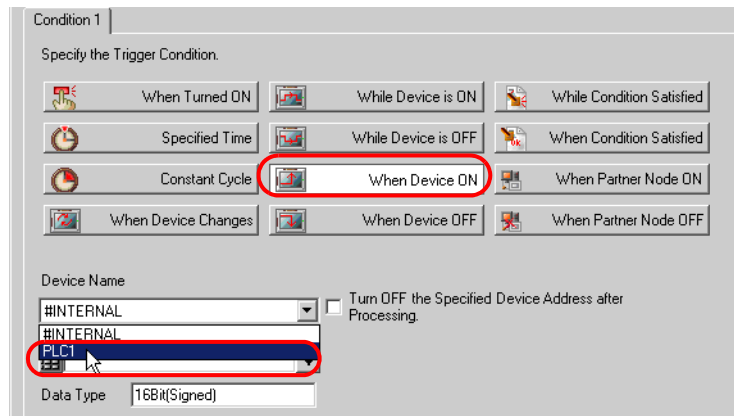 Condition 1
Specify the Trigger Condition.
When Turned ON
While Device is ON
While Condition Satisfied
Specified Time
While Device is OFF
When Condition Satisfied
Constant Cycle
When Device ON
When Partner Node ON
When Device Changes
When Device OFF
When Partner Node OFF
Device Name
#INTERNAL
Turn OFF the Specified Device Address after
Processing.
#INTERNAL
PLC1
Data Type 16Bit(Signed)